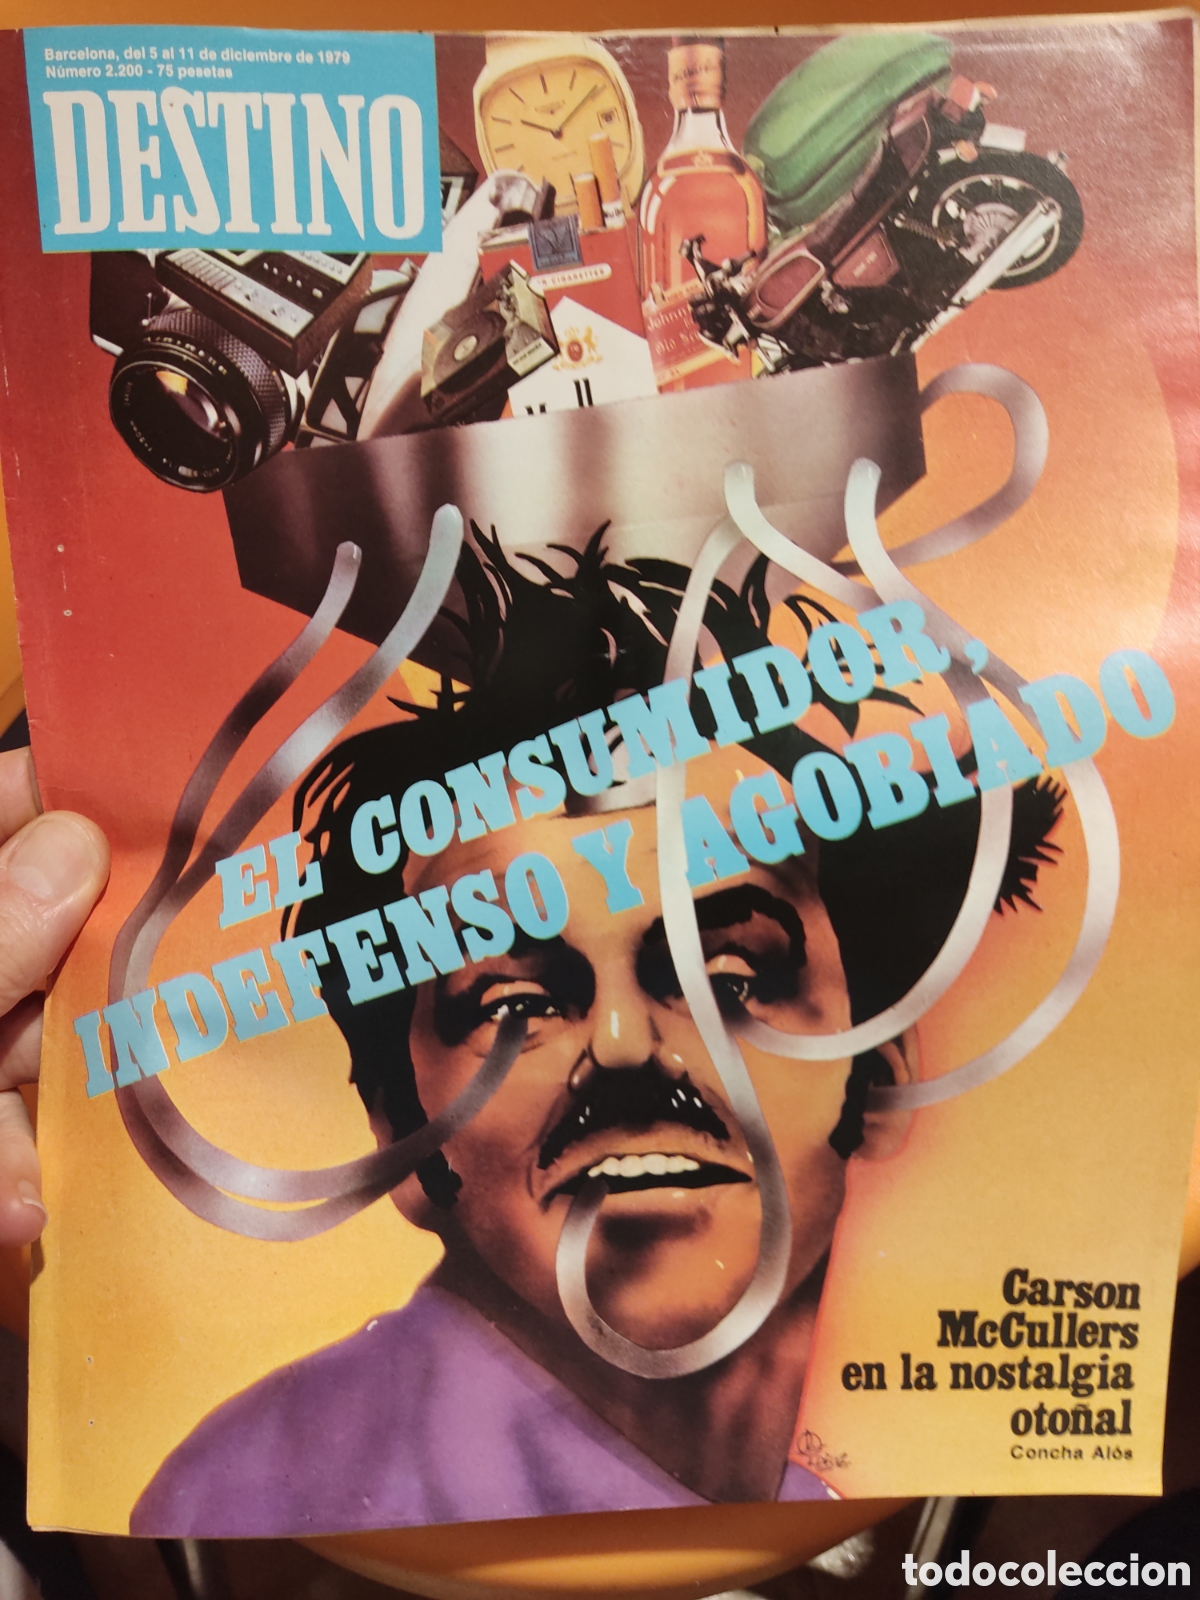 Barcelona, del 5 al 11 de diciembre de 1979
Número 2.200 - 75 pesetas
DESTINO
CIGARETTES
EL CONSUMIDOR,
INDEFENSO Y AGOBIADO
Carson
McCullers
en la nostalgia
otoñal
Concha Alós
todocoleccion